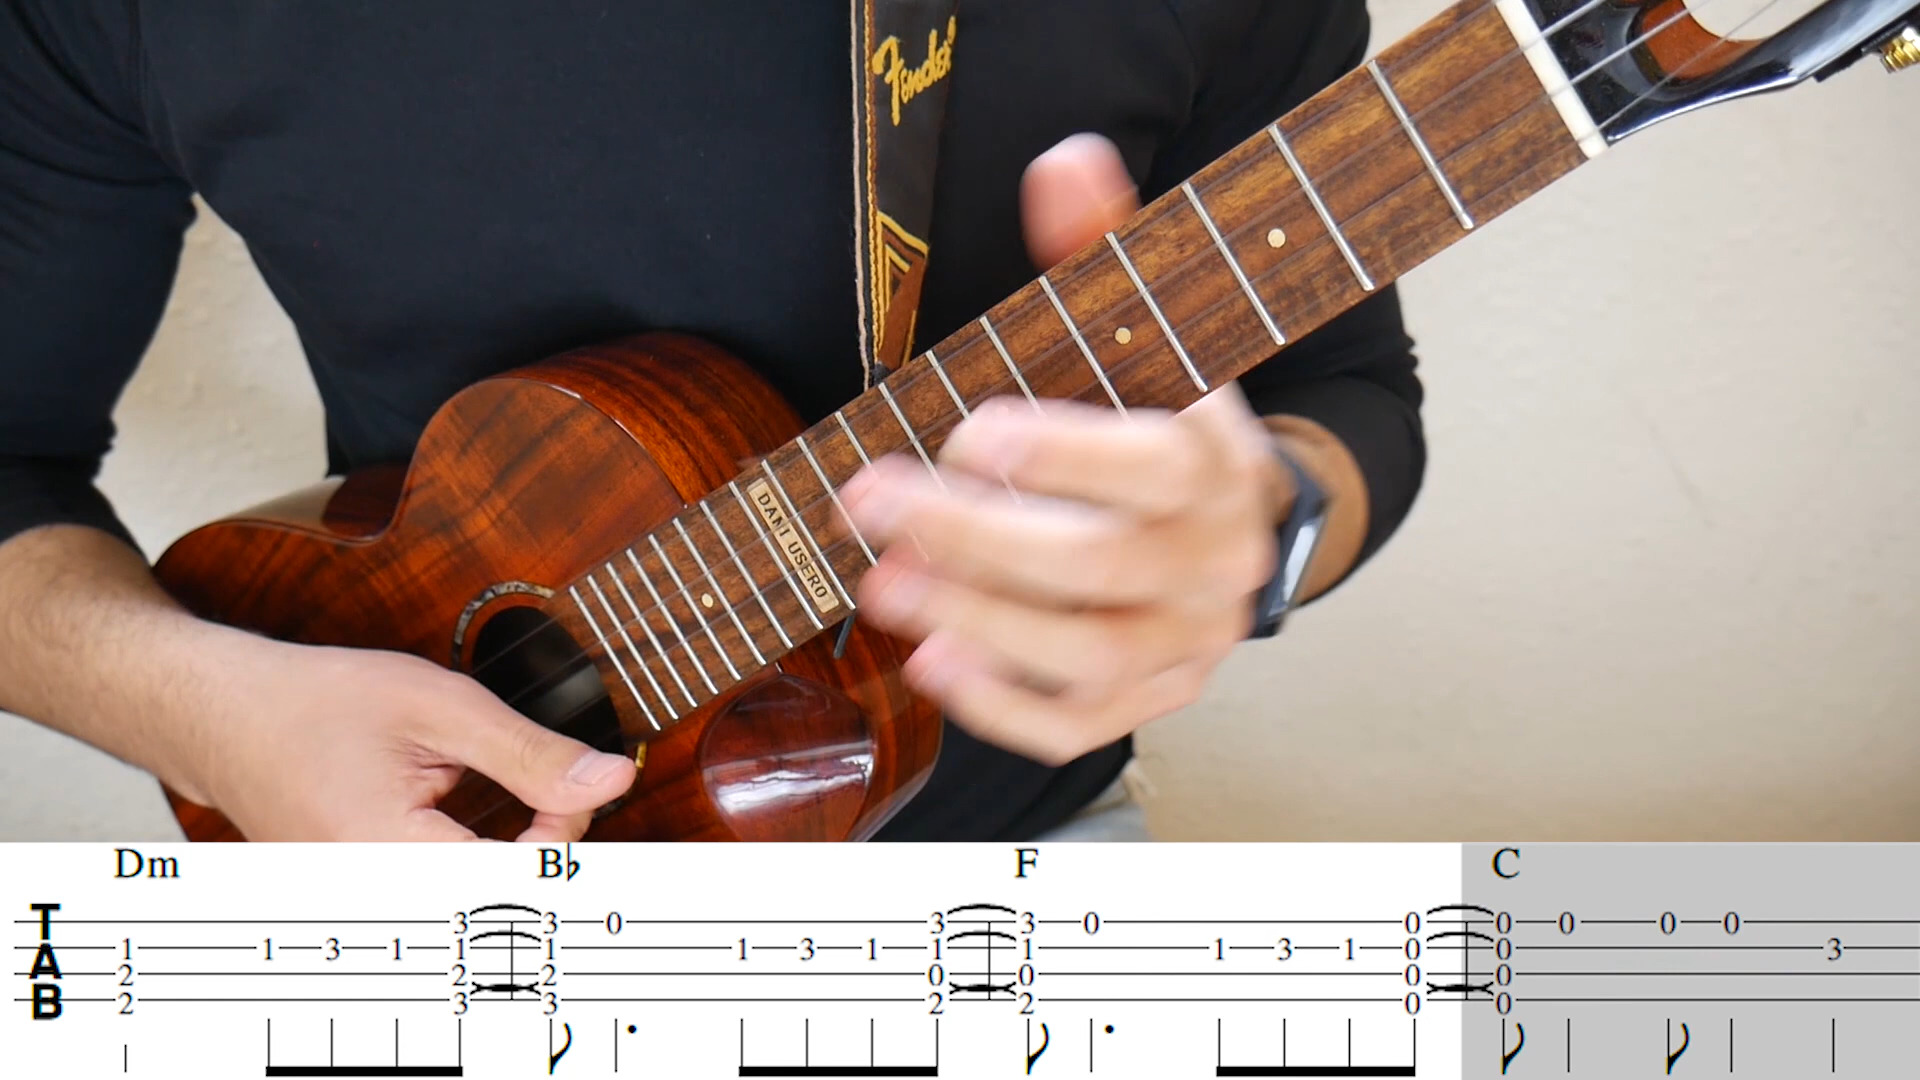 Fender
DANI USERO
Dm B♭ F C
T 3 3 0 3 3 0 0 0 0 0 0
A 1 1 3 1 1 1 1 3 1 1 1 1 3 1 0 0 3
2 2 2 0 0 0 0
B 2 3 3 2 2 0 0